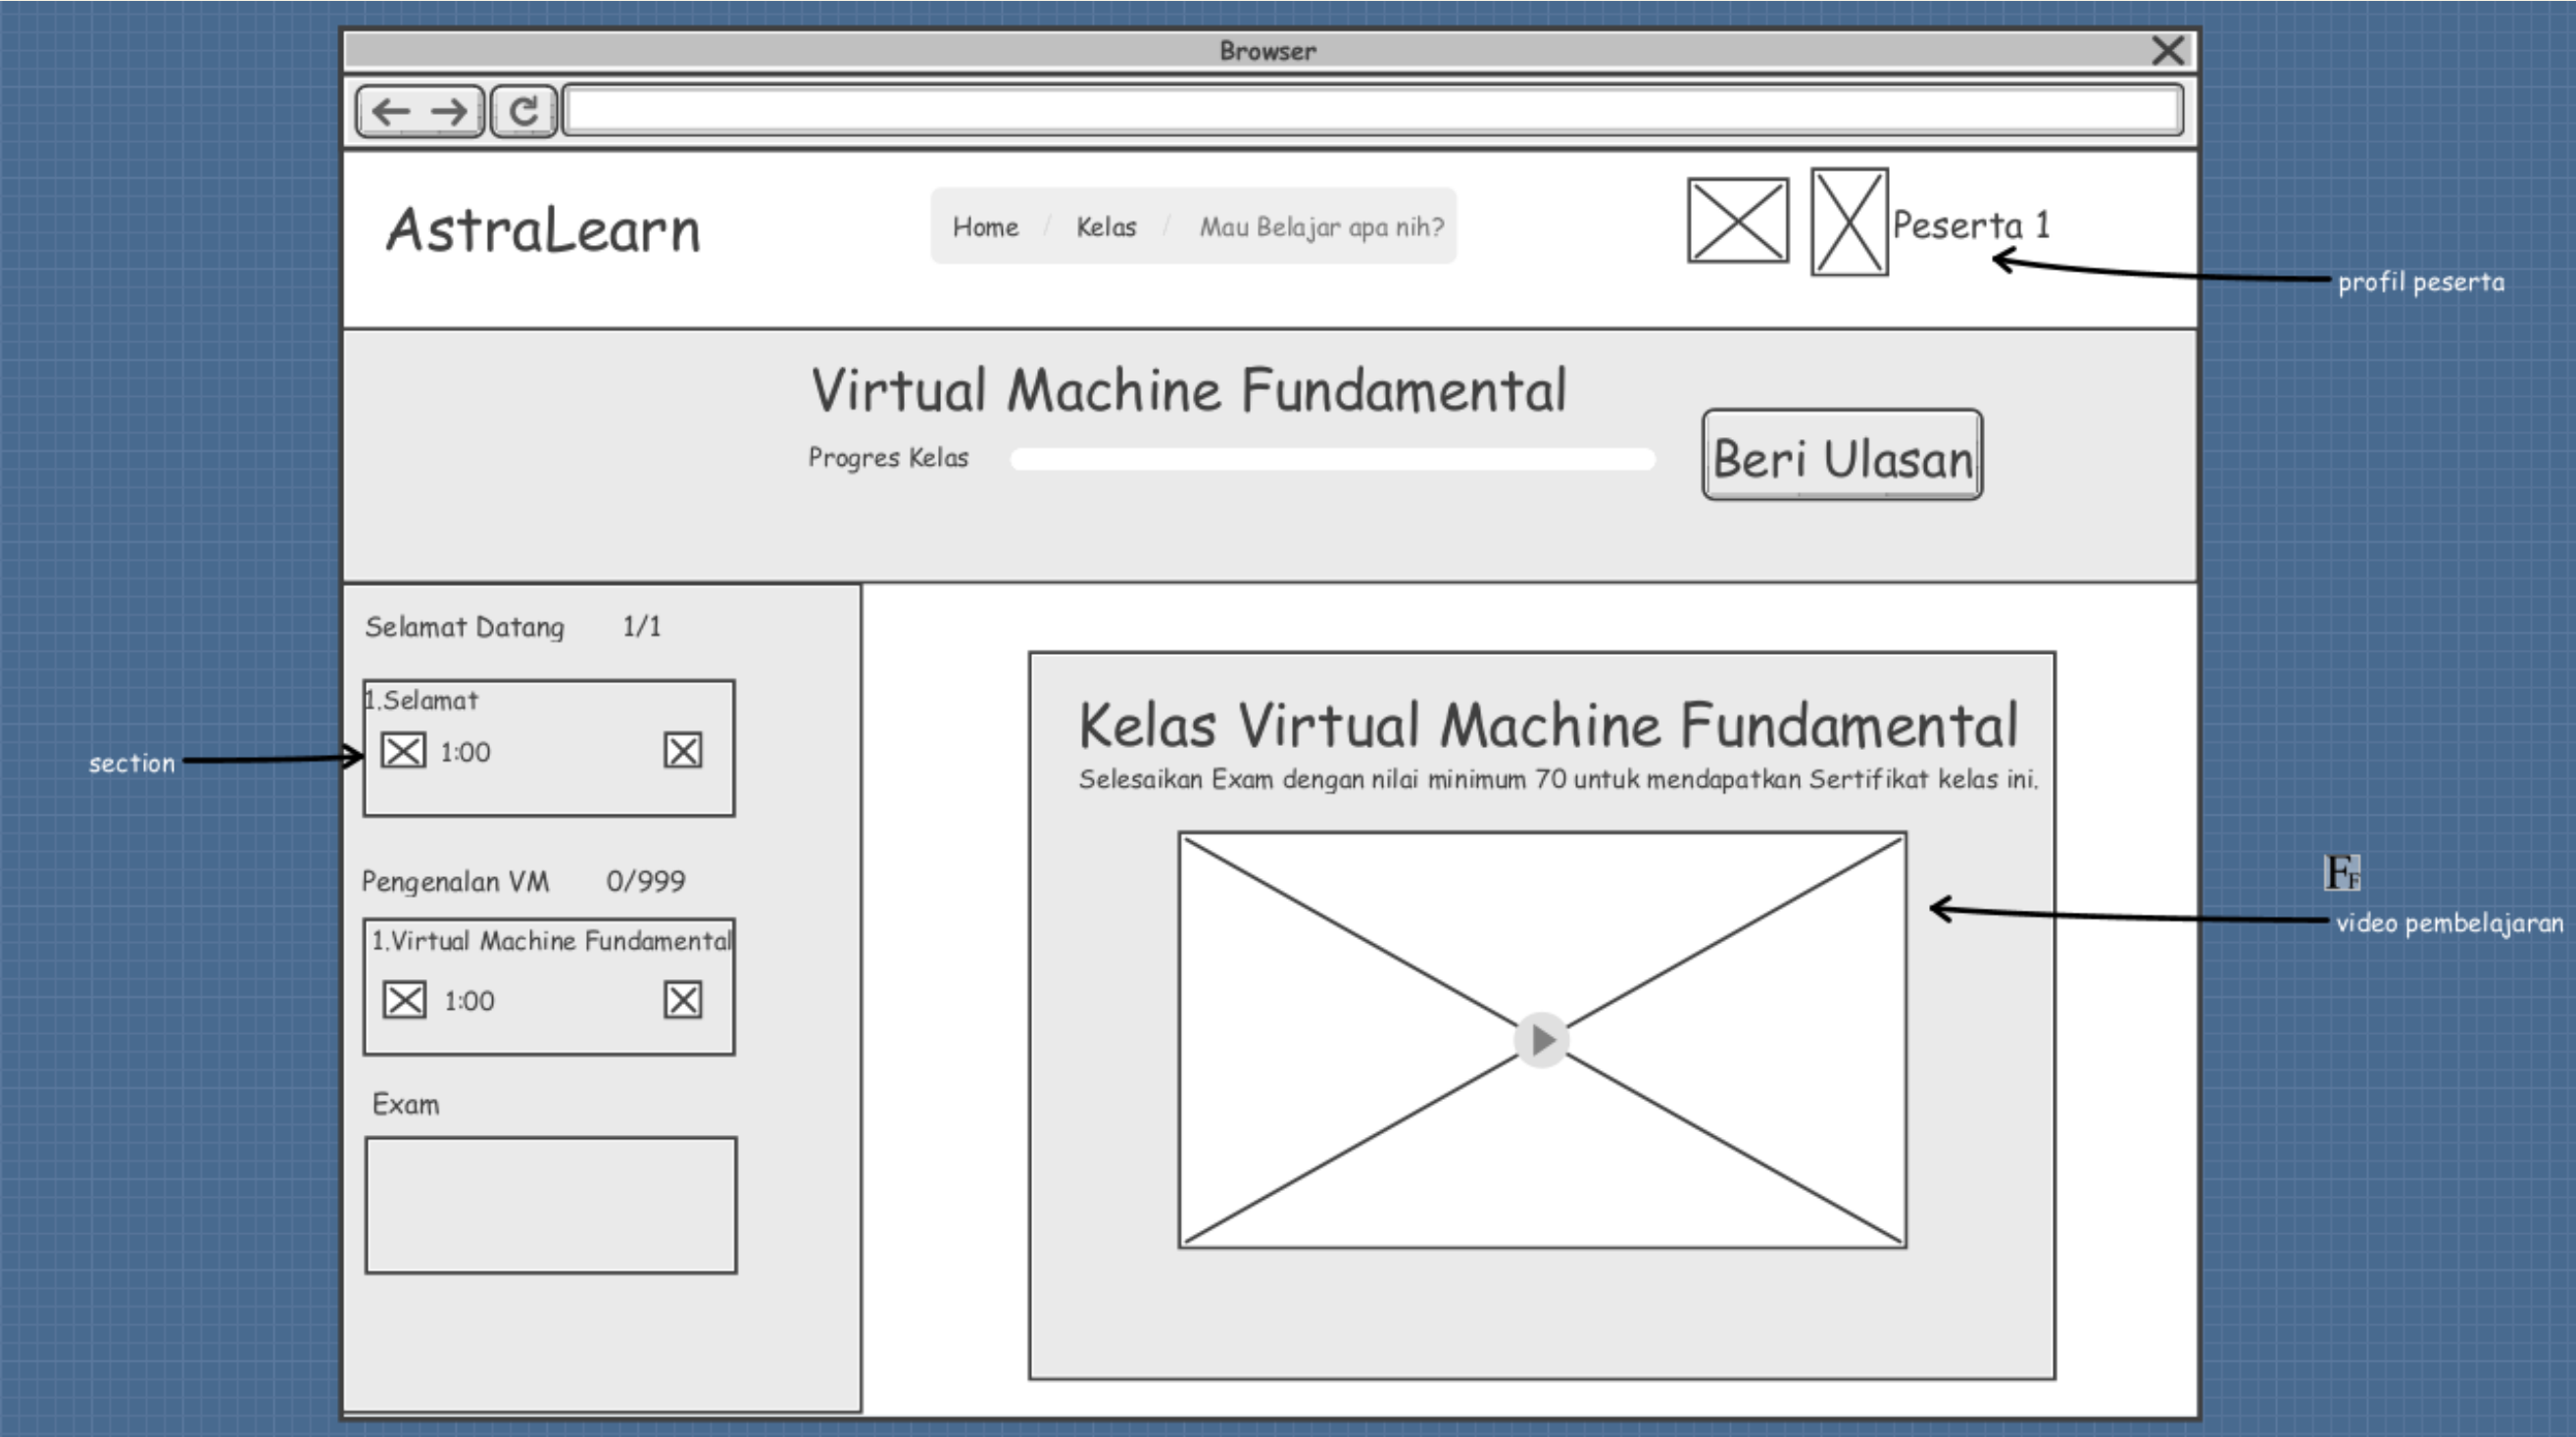 Browser
AstraLearn
Home / Kelas / Mau Belajar apa nih?
Peserta 1
profil peserta
Virtual Machine Fundamental
Progres Kelas
Beri Ulasan
Selamat Datang 1/1
1.Selamat
1:00
section
Pengenalan VM 0/999
1.Virtual Machine Fundamental
1:00
Exam
Kelas Virtual Machine Fundamental
Selesaikan Exam dengan nilai minimum 70 untuk mendapatkan Sertifikat kelas ini.
FF
video pembelajaran